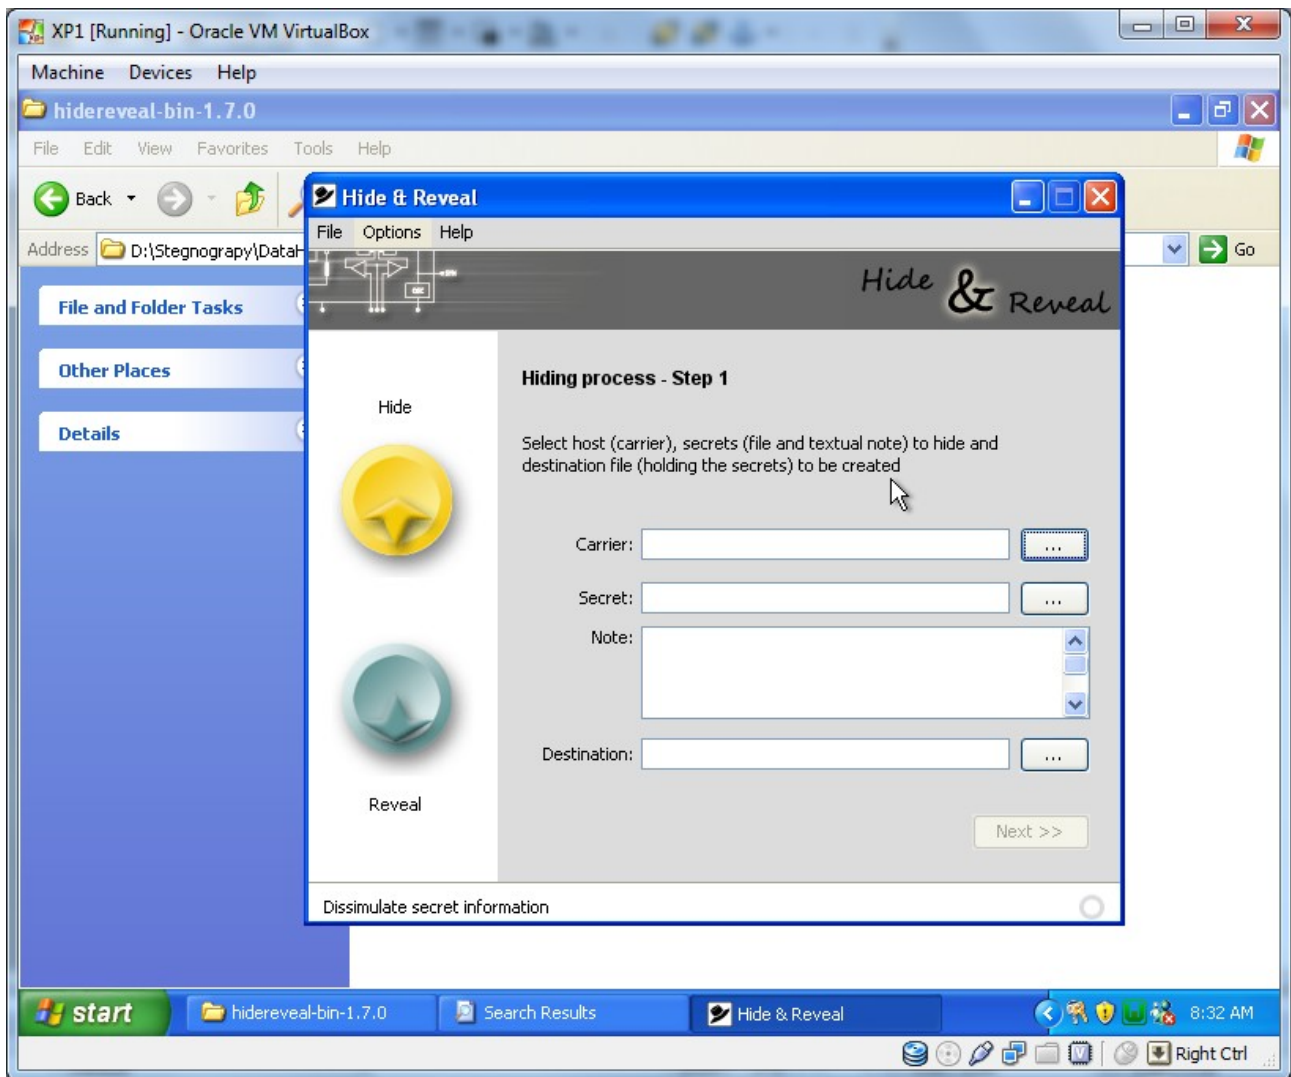 XP1 [Running] - Oracle VM VirtualBox
Machine Devices Help
hidereveal-bin-1.7.0
File Edit View Favorites Tools Help
Back
Address D:\Stegnograpy\DataH
Go
File and Folder Tasks
Other Places
Details
Hide & Reveal
File Options Help
Hide & Reveal
Hide
Reveal
Hiding process - Step 1
Select host (carrier), secrets (file and textual note) to hide and
destination file (holding the secrets) to be created
Carrier: ...
Secret: ...
Note:
Destination: ...
Next >>
Dissimulate secret information
start hidereveal-bin-1.7.0 Search Results Hide & Reveal 8:32 AM
Right Ctrl